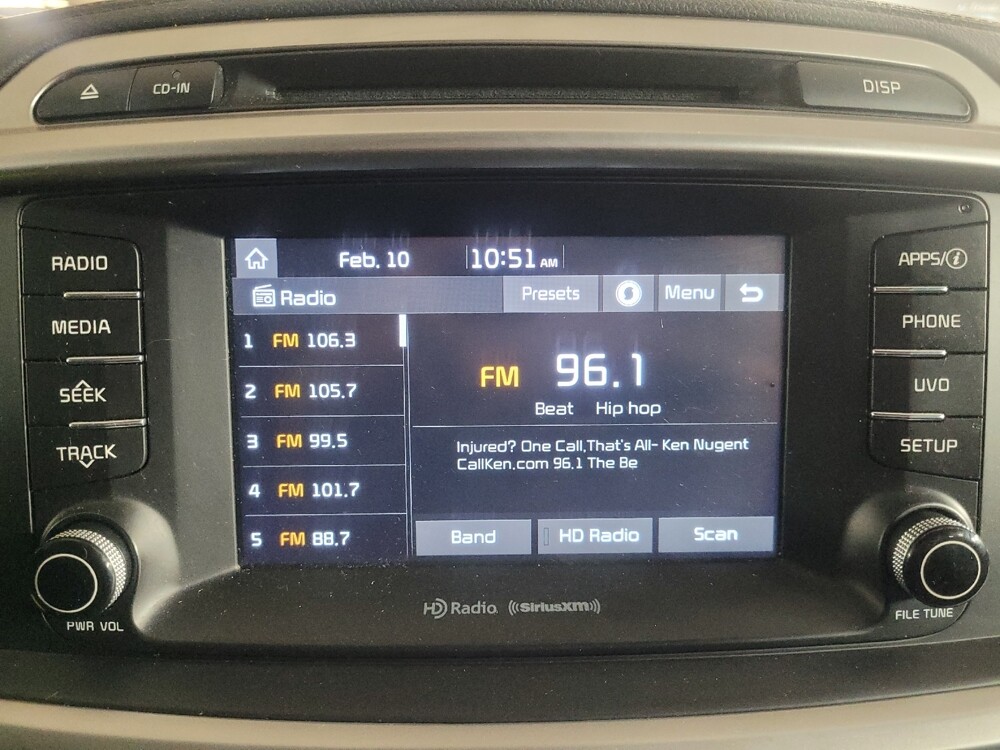 CD-IN
DISP
RADIO
MEDIA
SEEK
TRACK
PWR VOL
Feb. 10 10:51 AM
Radio Presets Menu
1 FM 106.3
2 FM 105.7
3 FM 99.5
4 FM 101.7
5 FM 88.7
FM 96.1
Beat Hip hop
Injured? One Call,That's All- Ken Nugent
CallKen.com 96.1 The Be
Band HD Radio Scan
HD Radio SiriusXM
APPS/i
PHONE
UVO
SETUP
FILE TUNE